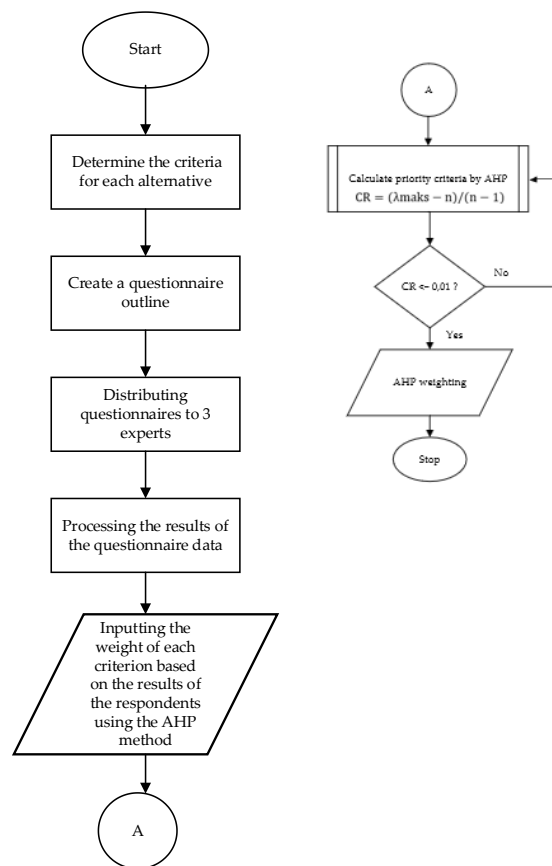 Start
Determine the criteria
for each alternative
Create a questionnaire
outline
Distributing
questionnaires to 3
experts
Processing the results of
the questionnaire data
Inputting the
weight of each
criterion based
on the results of
the respondents
using the AHP
method
A
A
Calculate priority criteria by AHP
CR = (λmaks − n)/(n − 1)
CR <= 0,01 ?
No
Yes
AHP weighting
Stop